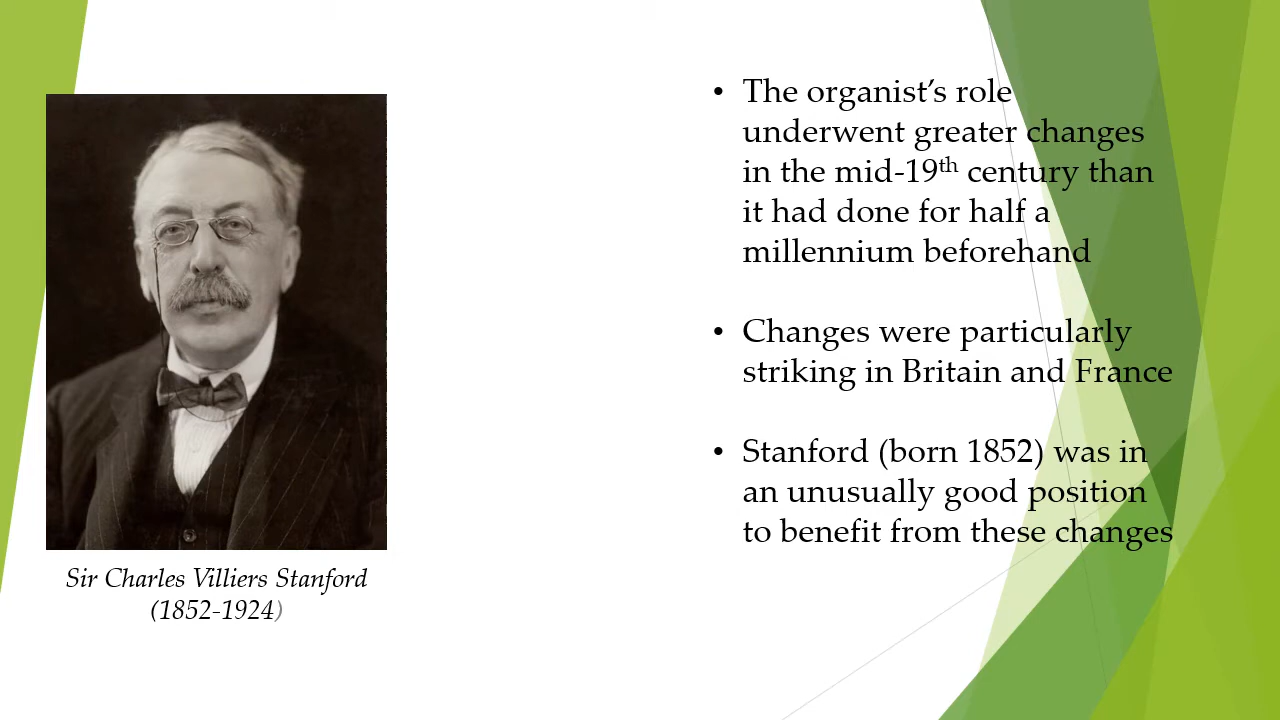 • The organist’s role
underwent greater changes
in the mid-19th century than
it had done for half a
millennium beforehand
• Changes were particularly
striking in Britain and France
• Stanford (born 1852) was in
an unusually good position
to benefit from these changes
Sir Charles Villiers Stanford
(1852-1924)